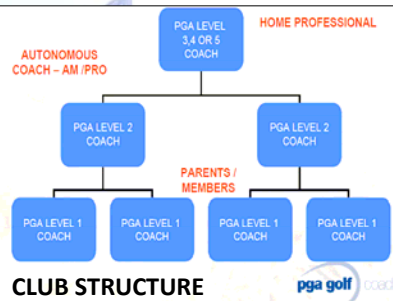 PGA LEVEL
3,4 OR 5
COACH
HOME PROFESSIONAL
AUTONOMOUS
COACH – AM /PRO
PGA LEVEL 2
COACH
PGA LEVEL 2
COACH
PARENTS /
MEMBERS
PGA LEVEL 1
COACH
PGA LEVEL 1
COACH
PGA LEVEL 1
COACH
PGA LEVEL 1
COACH
CLUB STRUCTURE
pga golf coach